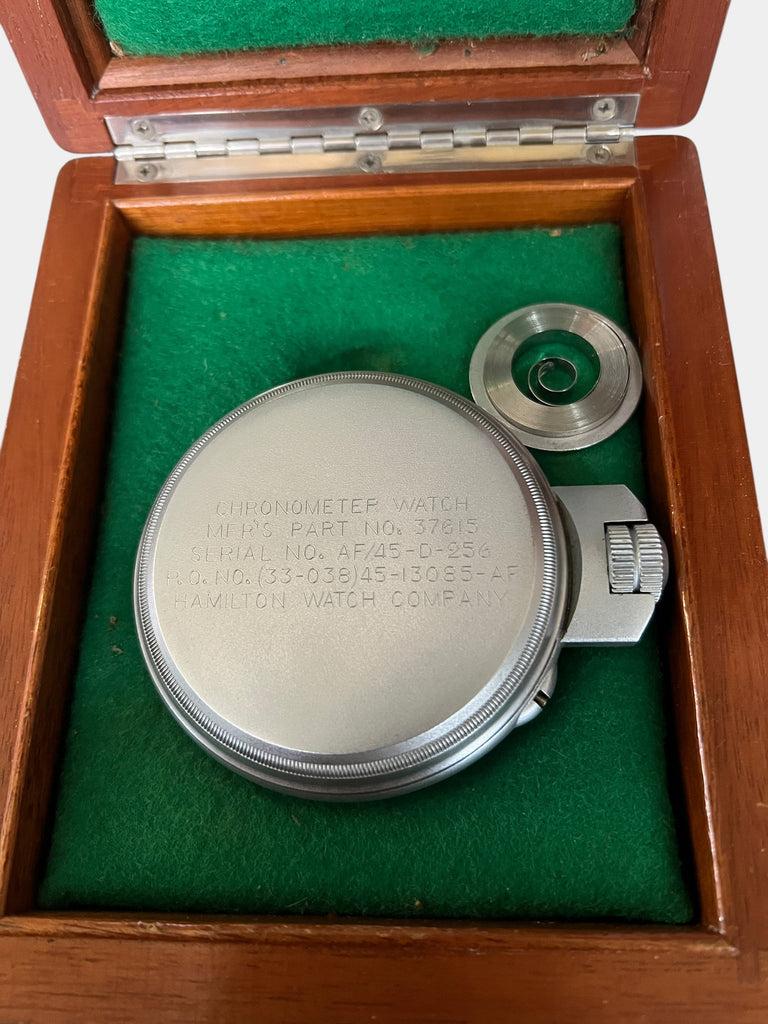 CHRONOMETER WATCH
MFR'S PART NO. 37615
SERIAL NO. AF/45-D-256
P.O. NO. (33-038)45-13085-AF
HAMILTON WATCH COMPANY